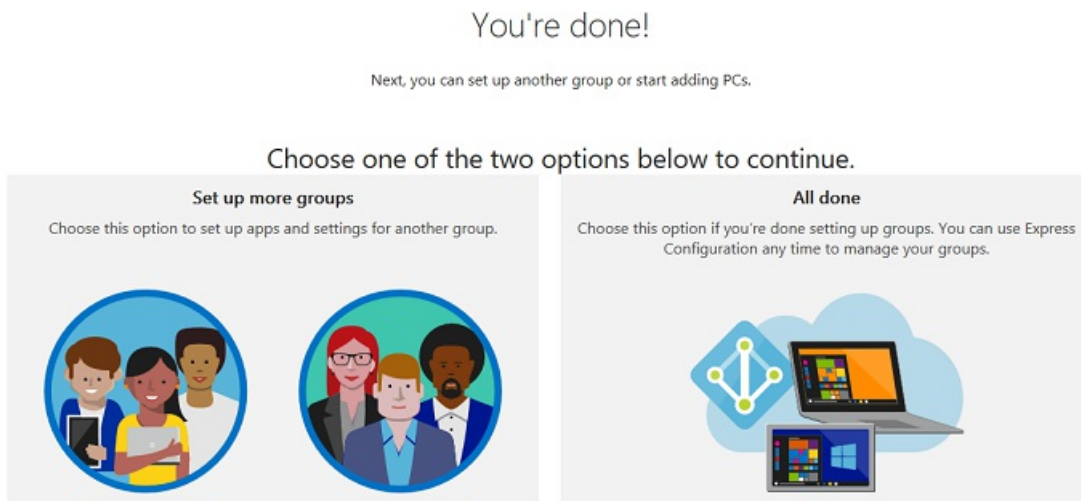 You're done!
Next, you can set up another group or start adding PCs.
Choose one of the two options below to continue.
Set up more groups
Choose this option to set up apps and settings for another group.
All done
Choose this option if you're done setting up groups. You can use Express
Configuration any time to manage your groups.